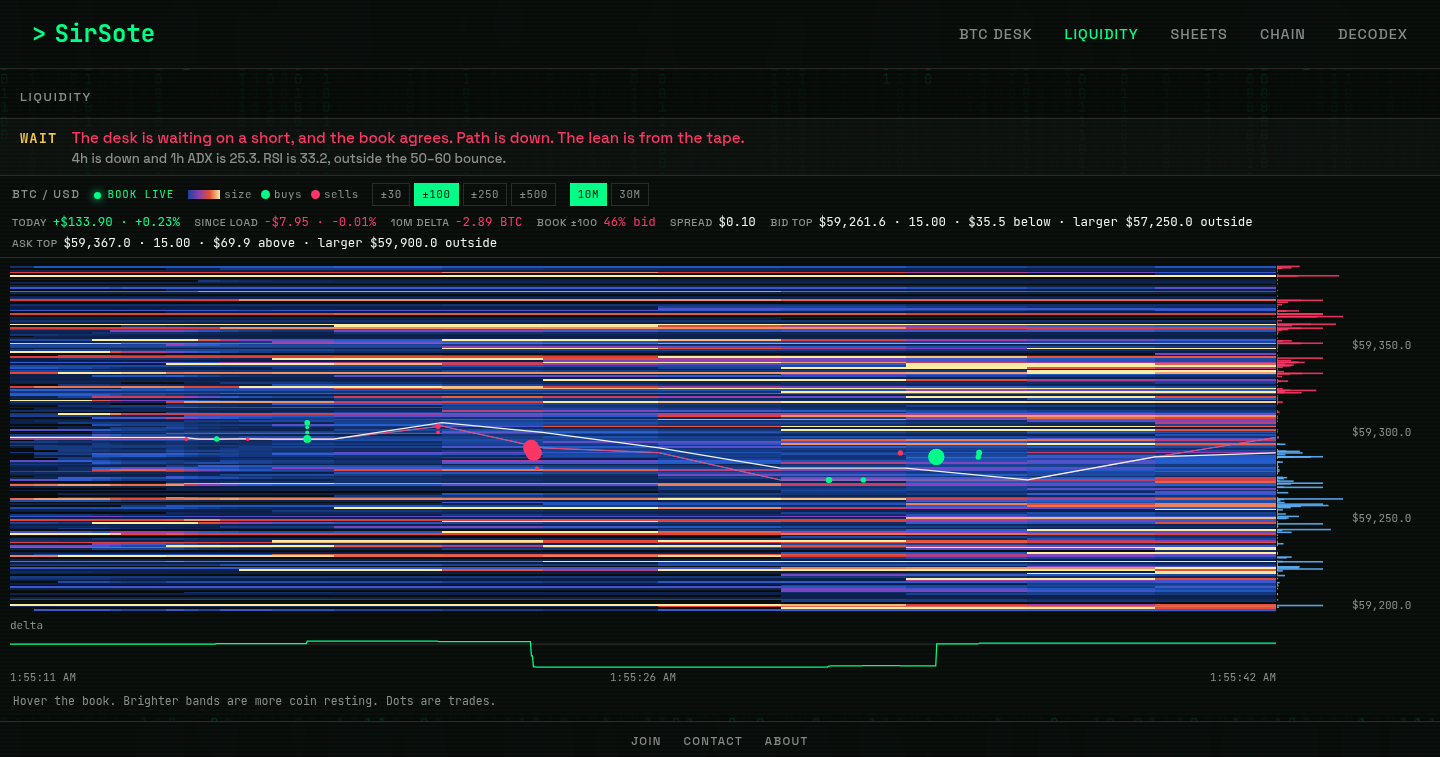 > SirSote
BTC DESK LIQUIDITY SHEETS CHAIN DECODEX
LIQUIDITY
WAIT The desk is waiting on a short, and the book agrees. Path is down. The lean is from the tape.
4h is down and 1h ADX is 25.3. RSI is 33.2, outside the 50–60 bounce.
BTC / USD BOOK LIVE size buys sells ±30 ±100 ±250 ±500 10M 30M
TODAY +$133.90 · +0.23% SINCE LOAD -$7.95 · -0.01% 10M DELTA -2.89 BTC BOOK ±100 46% bid SPREAD $0.10 BID TOP $59,261.6 · 15.00 · $35.5 below · larger $57,250.0 outside
ASK TOP $59,367.0 · 15.00 · $69.9 above · larger $59,900.0 outside
$59,350.0
$59,300.0
$59,250.0
$59,200.0
delta
1:55:11 AM 1:55:26 AM 1:55:42 AM
Hover the book. Brighter bands are more coin resting. Dots are trades.
JOIN CONTACT ABOUT